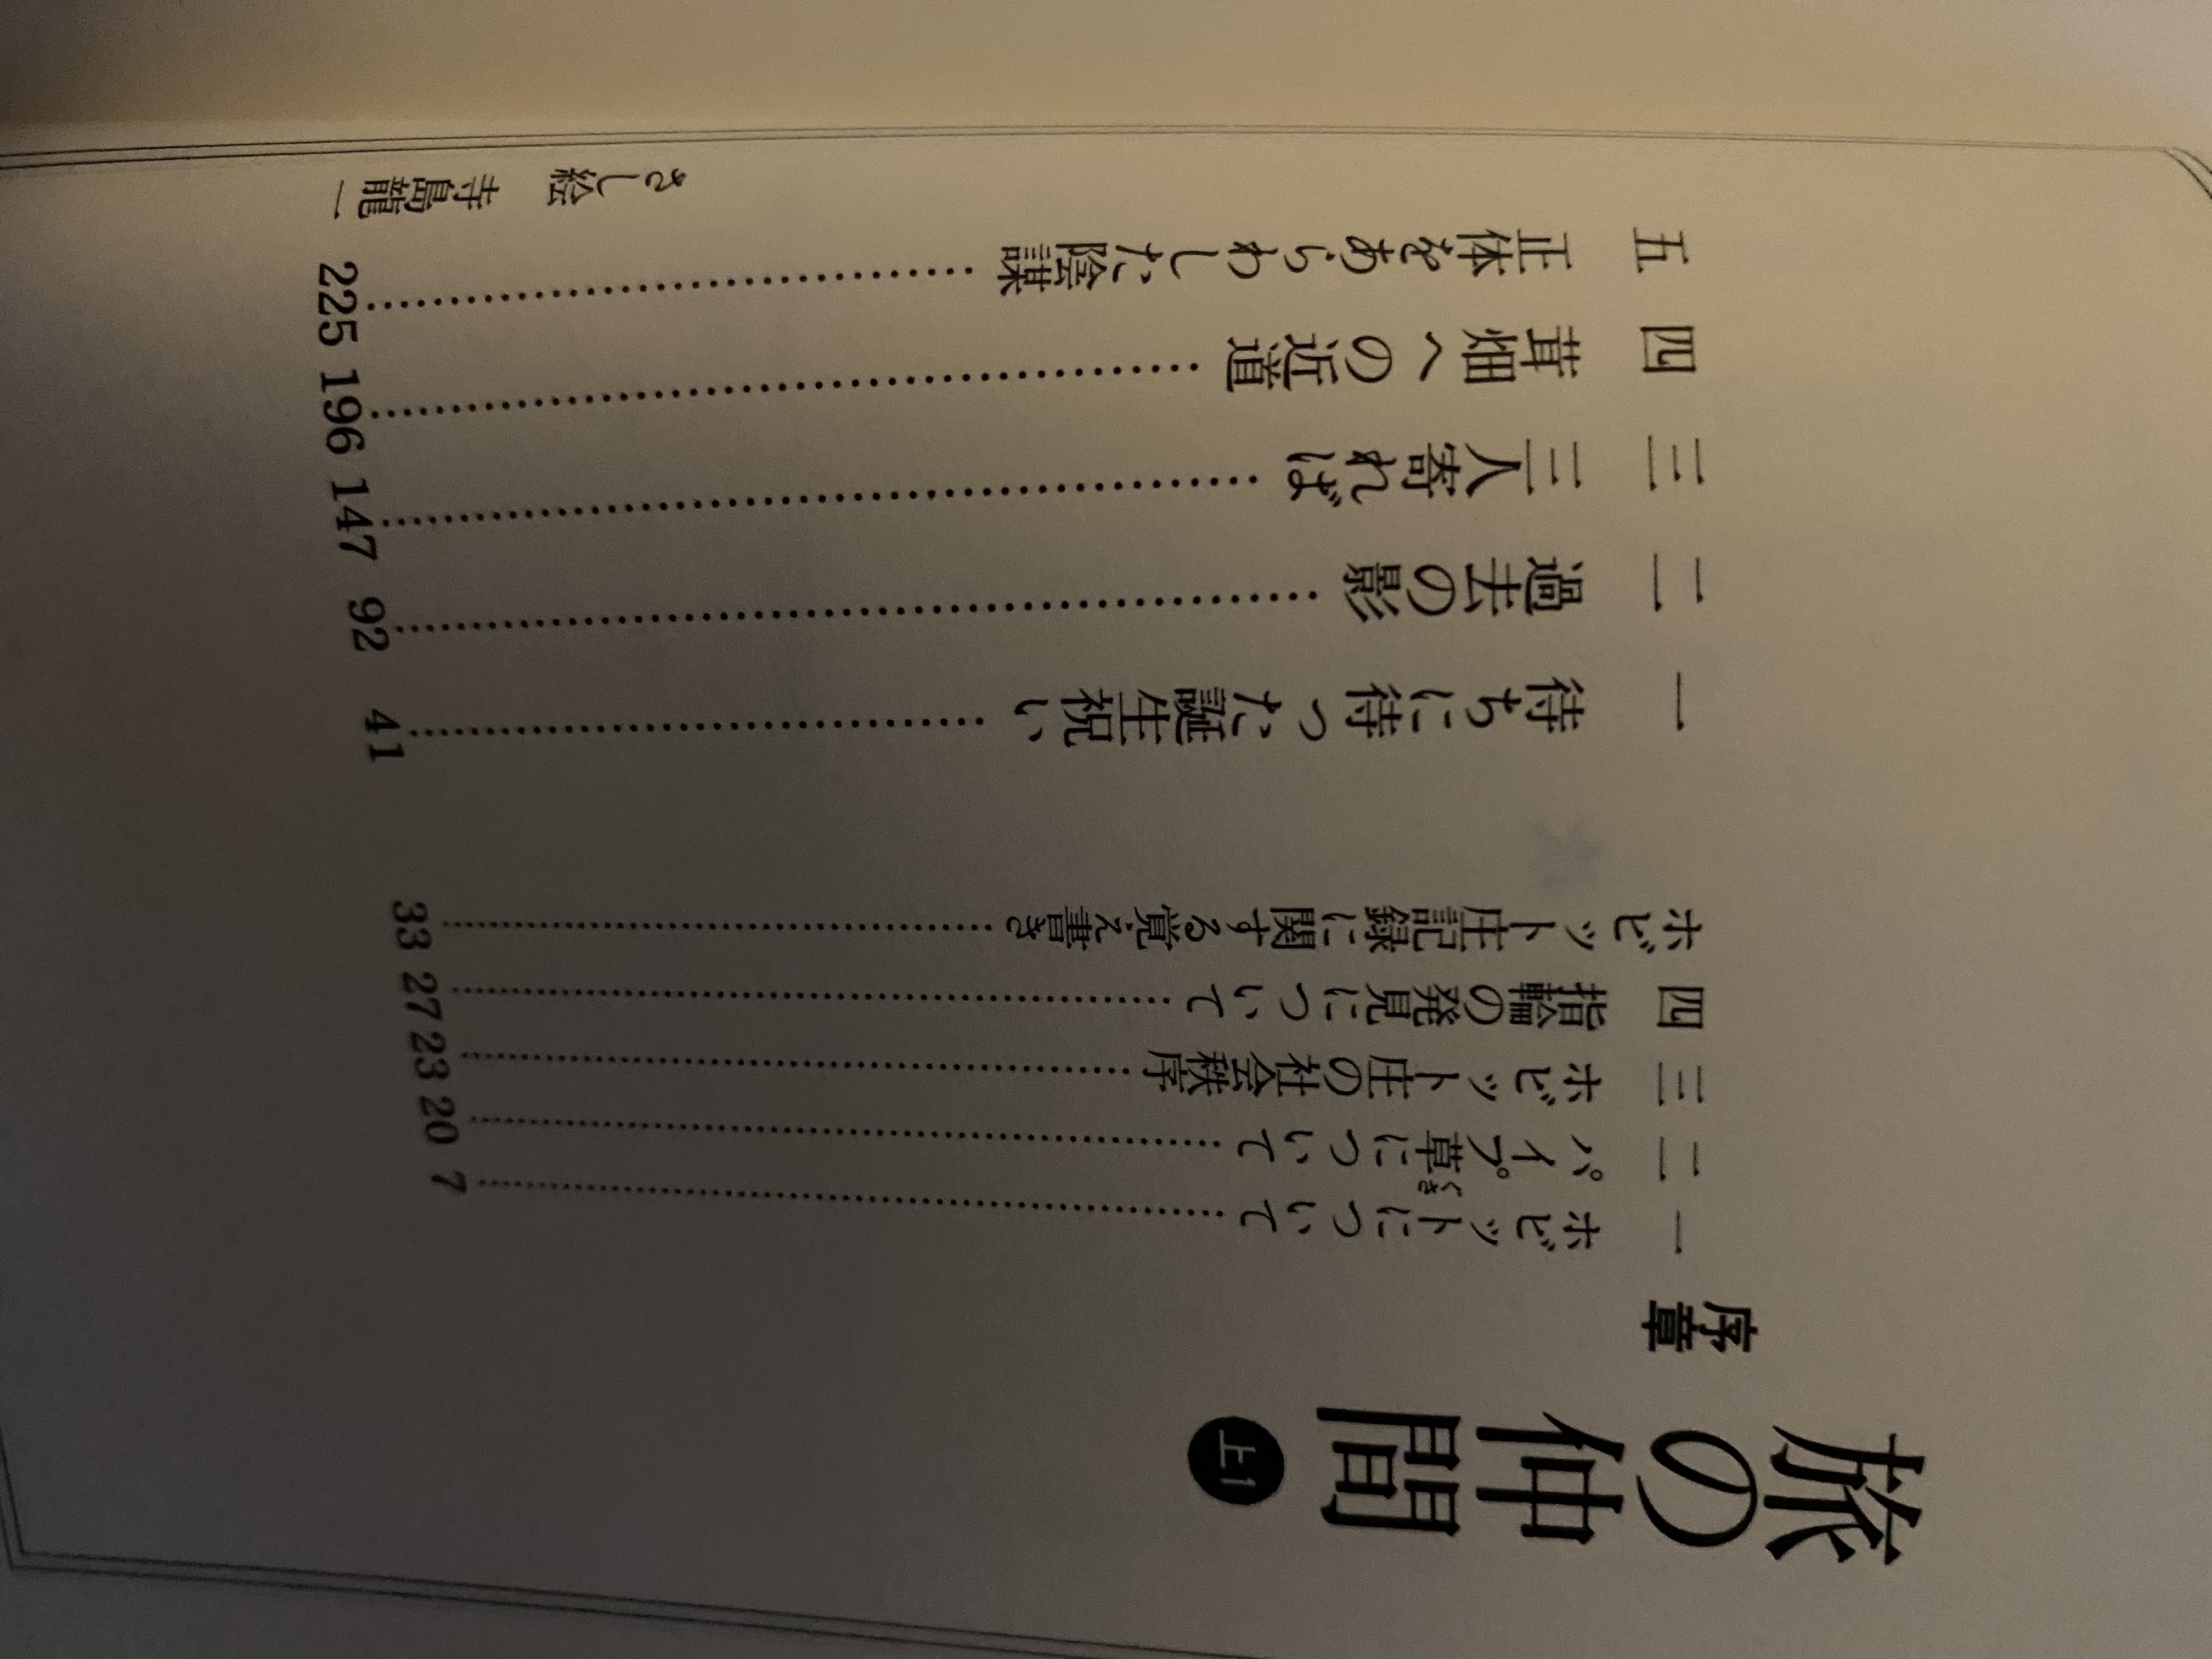 旅の仲間 上1
序章
一 ホビットについて……7
二 パイプ草について……20
くさ
三 ホビット庄の社会秩序……23
四 指輪の発見について……27
ホビット庄記録に関する覚え書き……33
一 待ちに待った誕生祝い……41
二 過去の影……92
三 三人寄れば……147
四 茸畑への近道……196
五 正体をあらわした陰謀……225
さし絵 寺島龍一